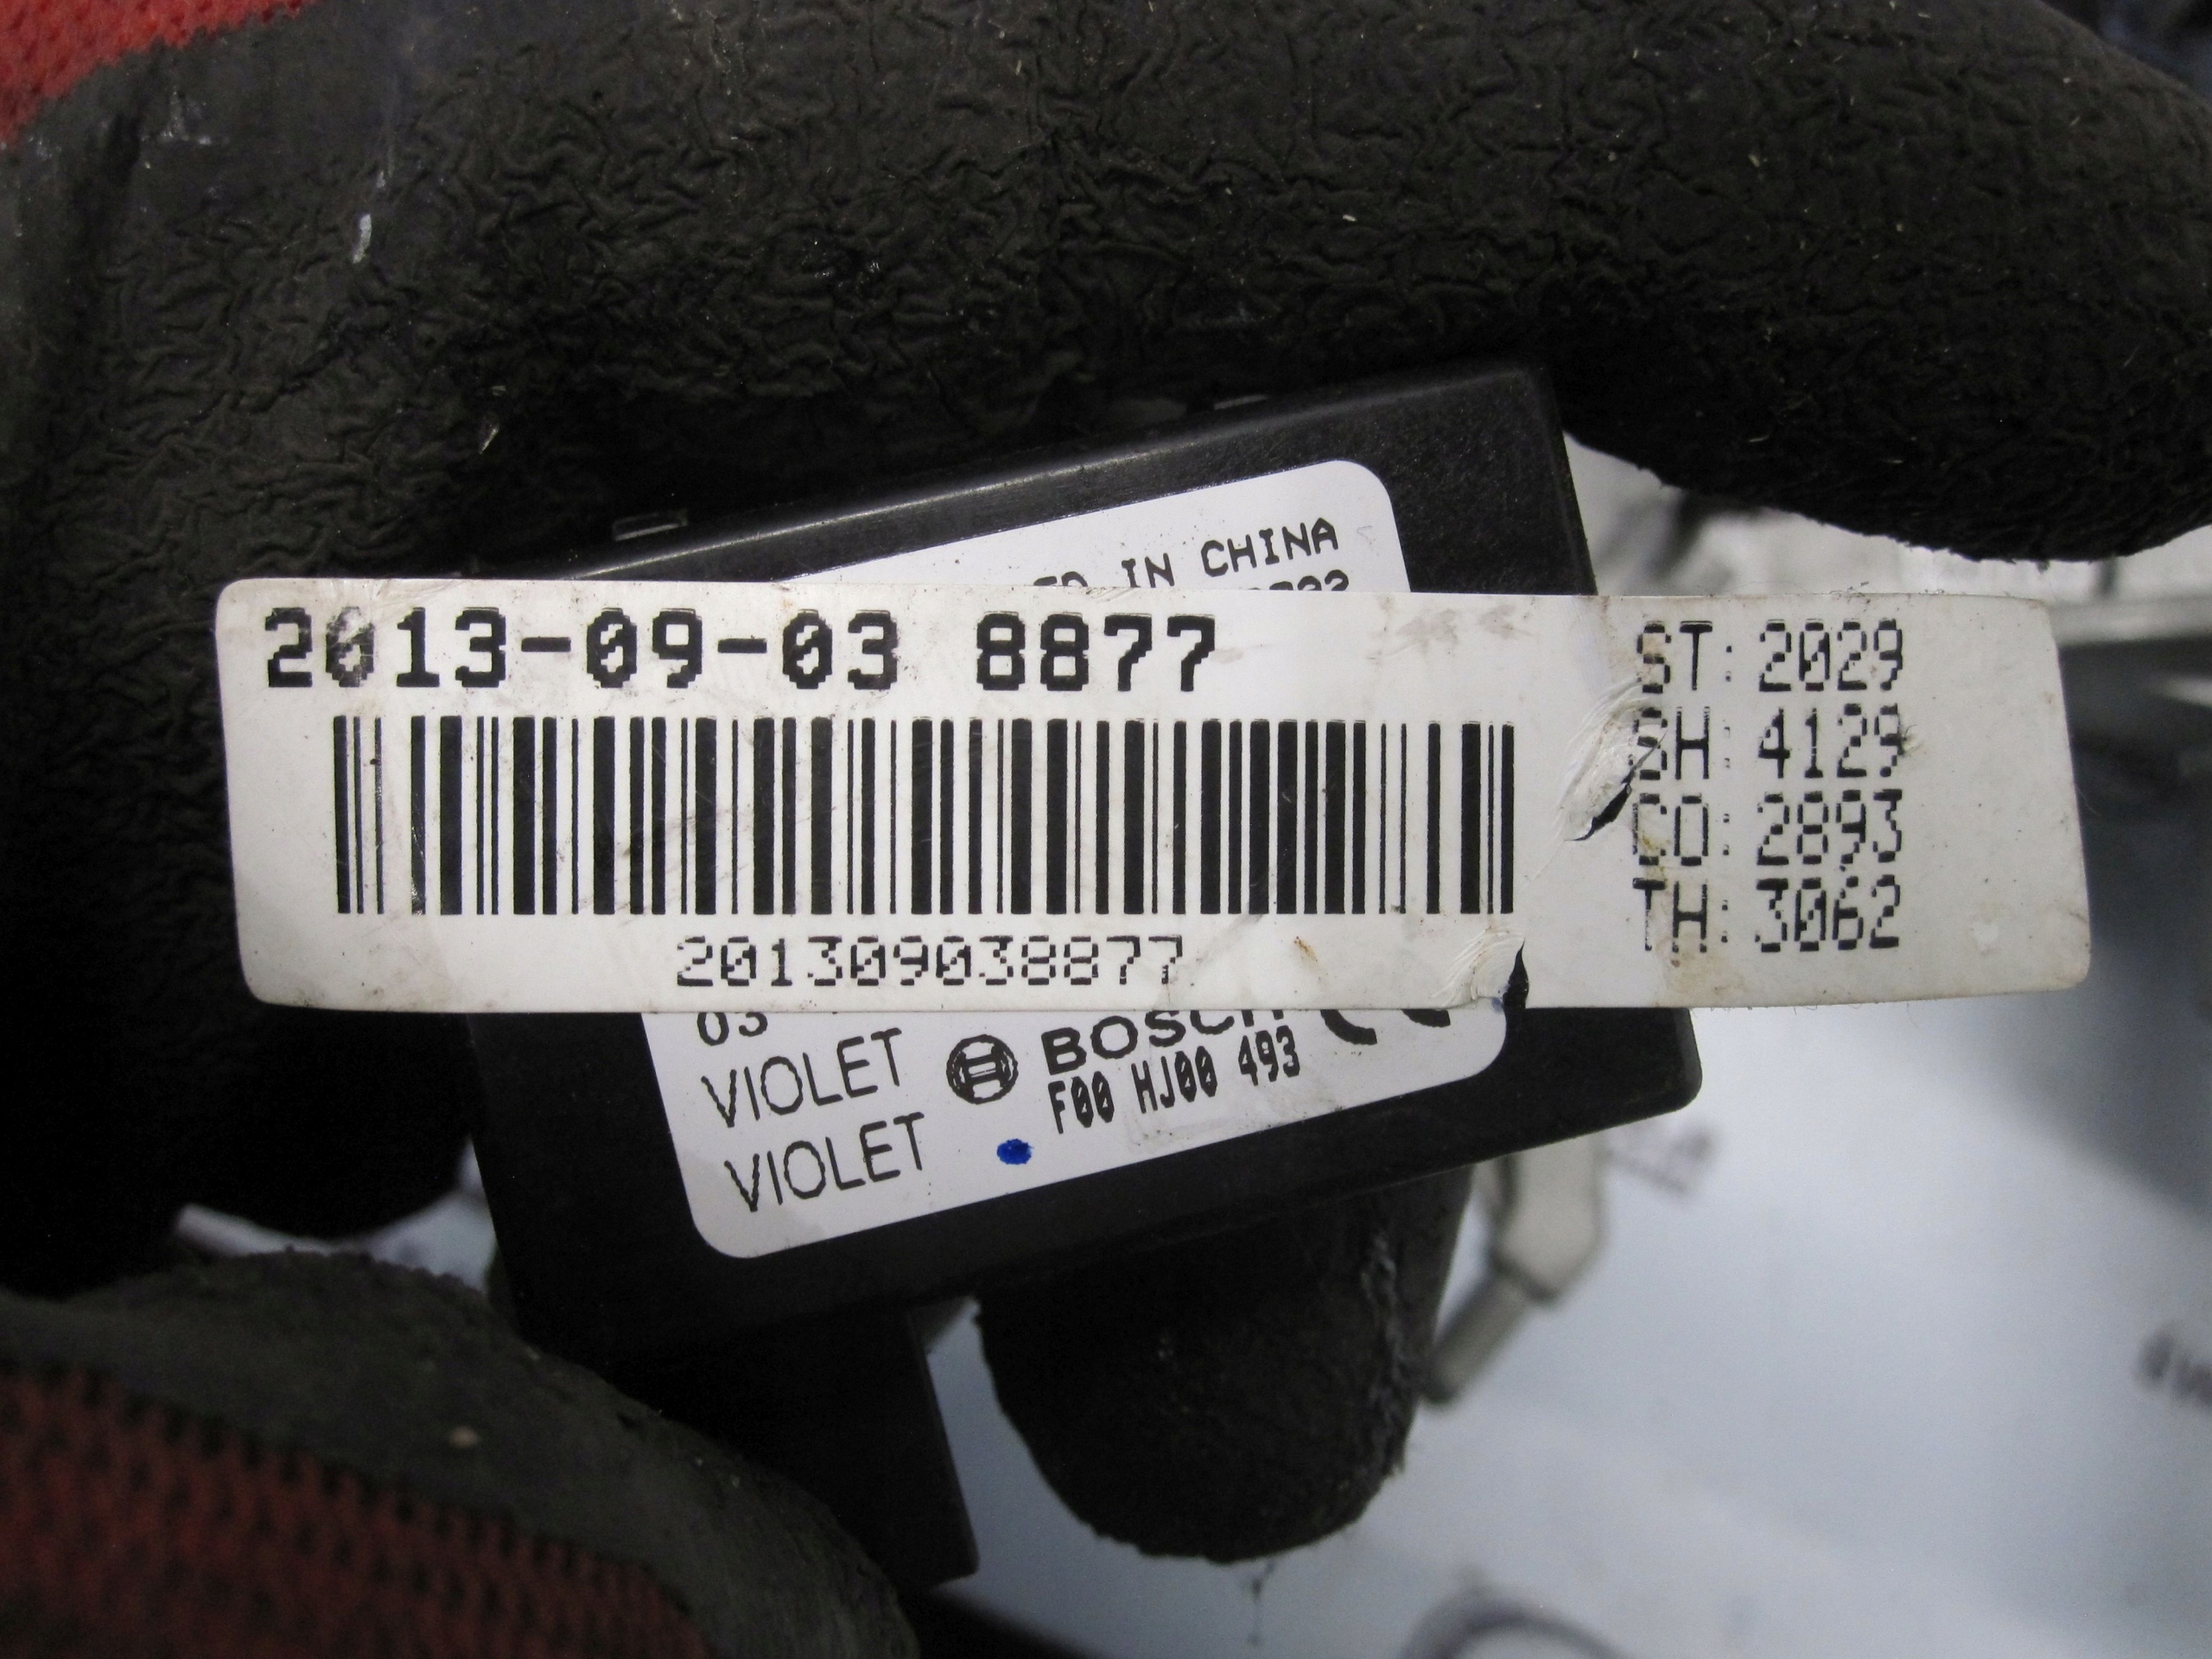 IN CHINA
2013-09-03 8877
ST: 2029
SH: 4129
CO: 2893
TH: 3062
201309038877
03
VIOLET
BOSCH
F00 HJ00 493
VIOLET